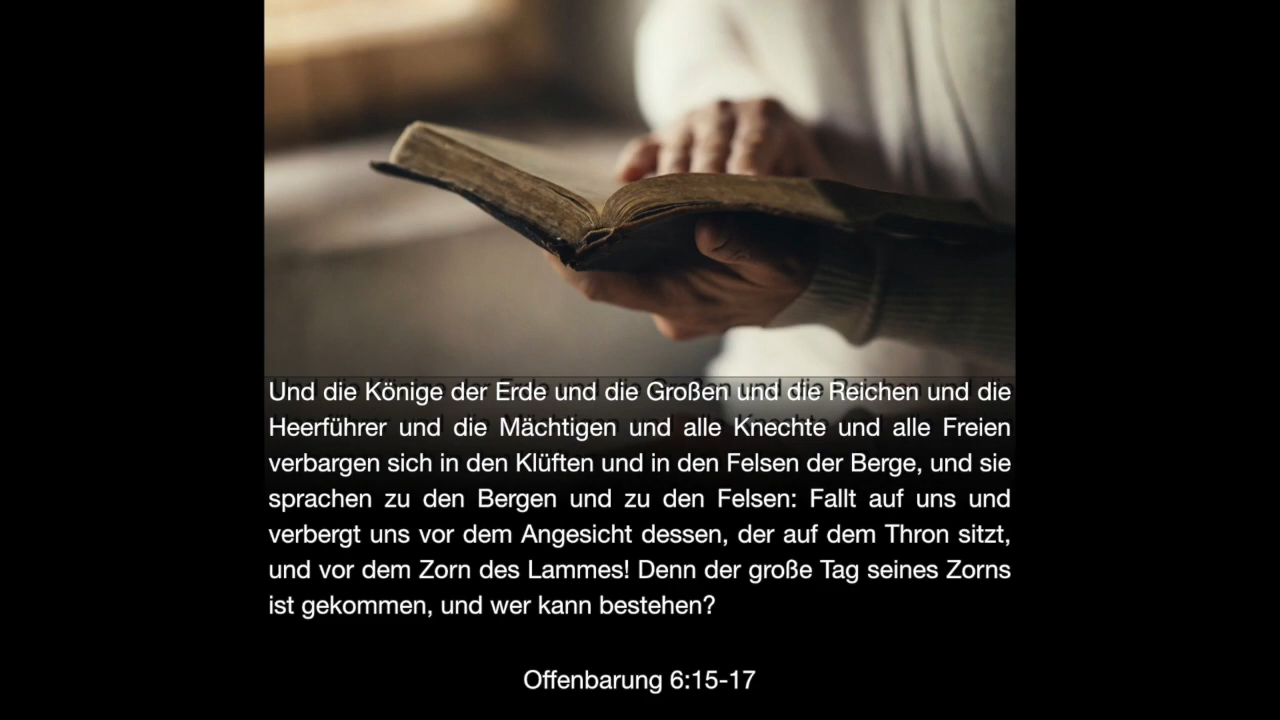 Und die Könige der Erde und die Großen und die Reichen und die
Heerführer und die Mächtigen und alle Knechte und alle Freien
verbargen sich in den Klüften und in den Felsen der Berge, und sie
sprachen zu den Bergen und zu den Felsen: Fallt auf uns und
verbergt uns vor dem Angesicht dessen, der auf dem Thron sitzt,
und vor dem Zorn des Lammes! Denn der große Tag seines Zorns
ist gekommen, und wer kann bestehen?
Offenbarung 6:15-17